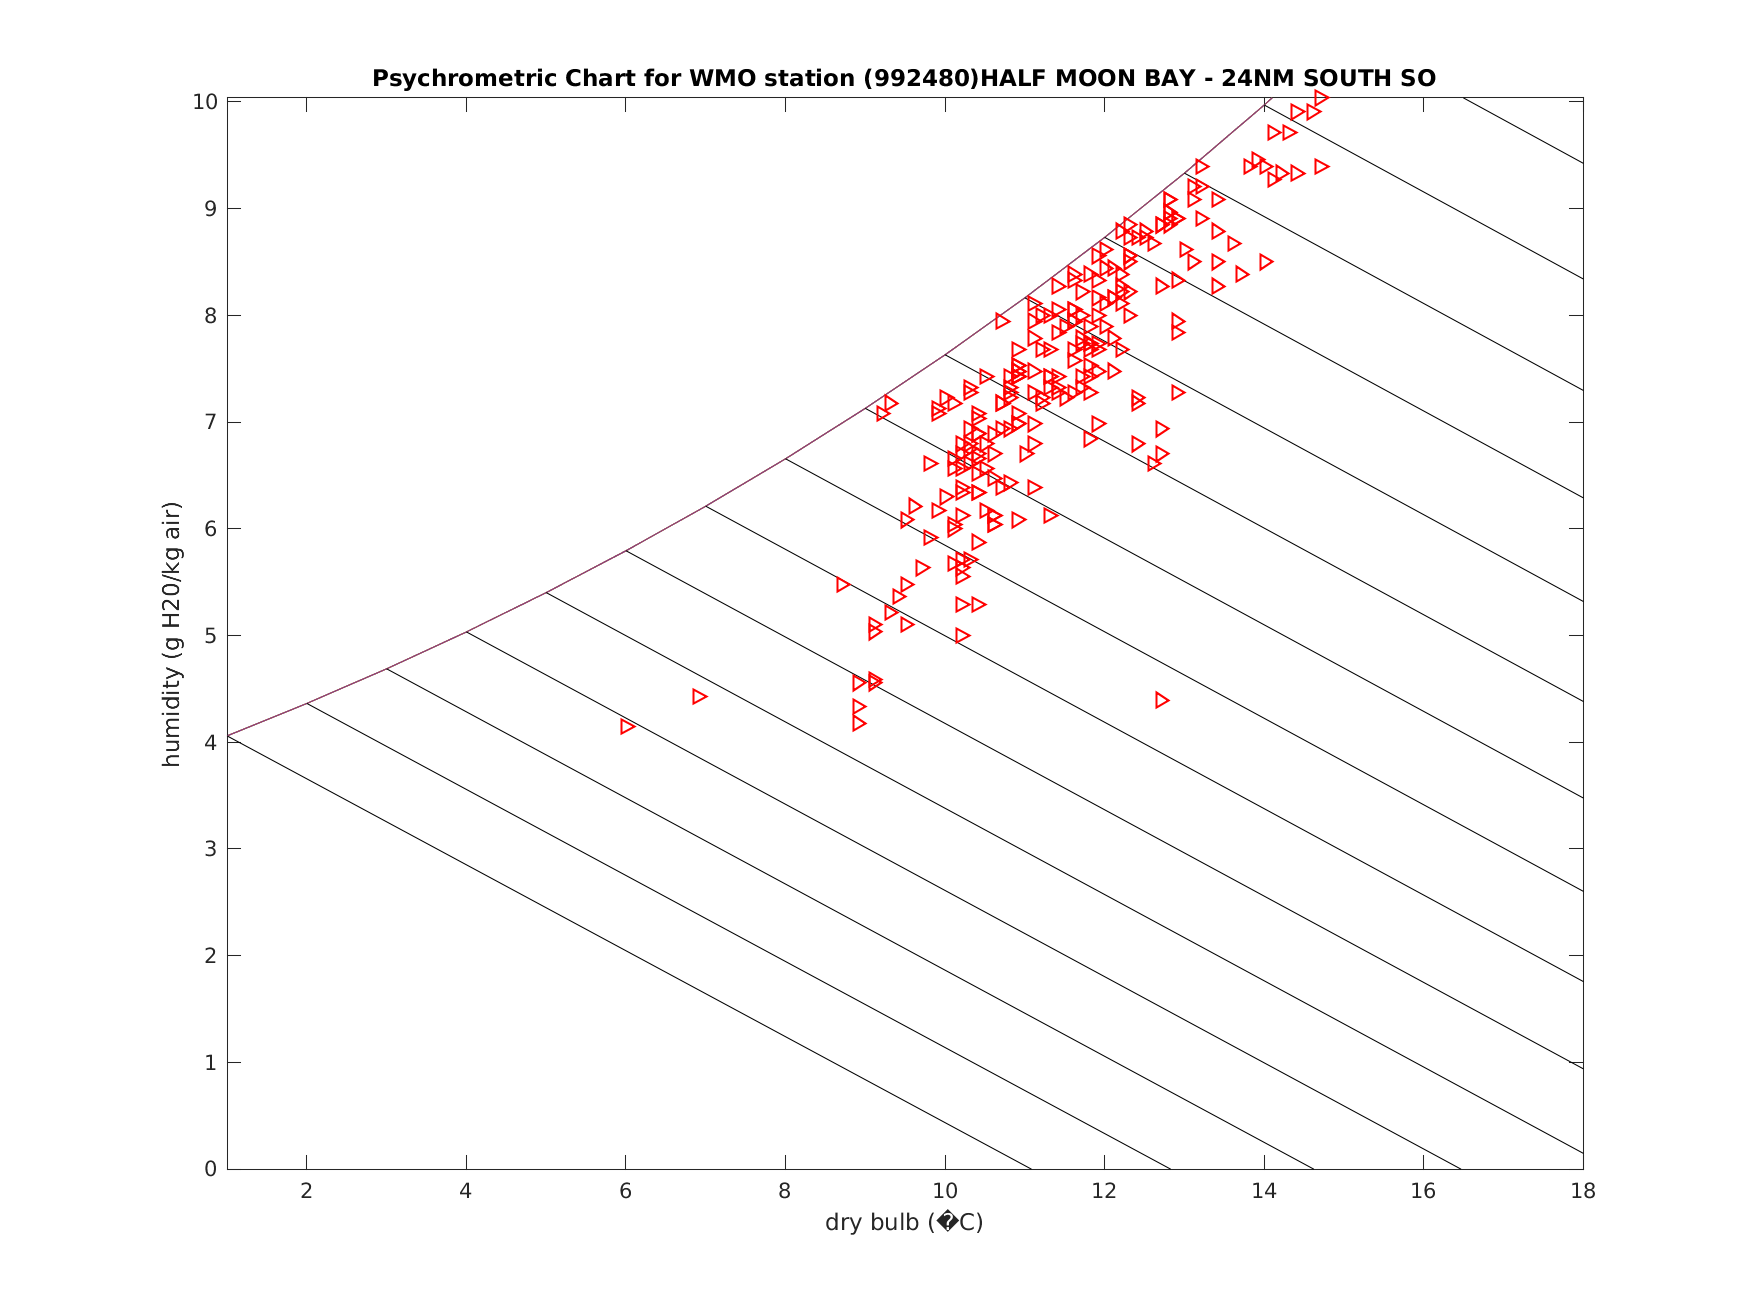 Psychrometric Chart for WMO station (992480)HALF MOON BAY - 24NM SOUTH SO
10
9
8
7
6
5
4
3
2
1
0
humidity (g H20/kg air)
2 4 6 8 10 12 14 16 18
dry bulb (�C)